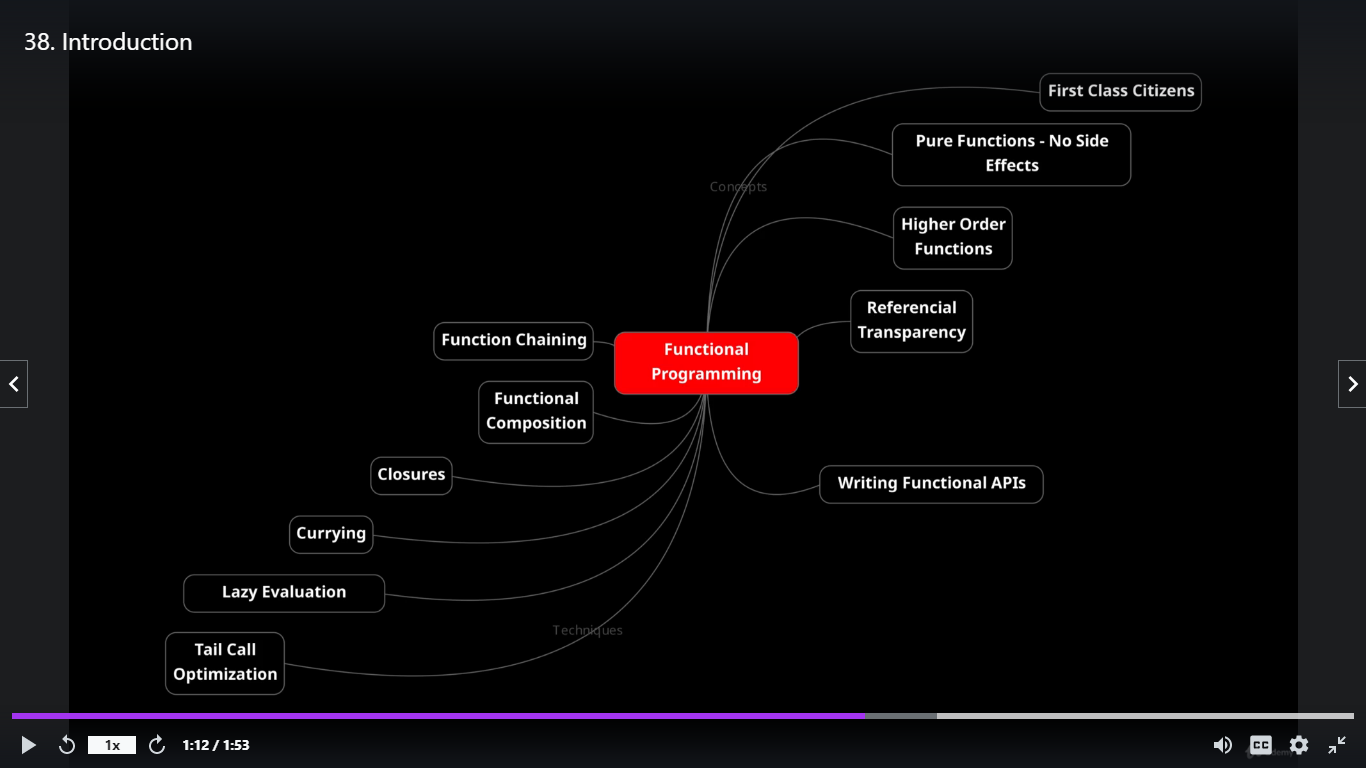 38. Introduction
First Class Citizens
Pure Functions - No Side
Effects
Concepts
Higher Order
Functions
Referencial
Transparency
Function Chaining
Functional
Programming
Functional
Composition
Closures
Writing Functional APIs
Currying
Lazy Evaluation
Techniques
Tail Call
Optimization
1x
1:12 / 1:53
CC